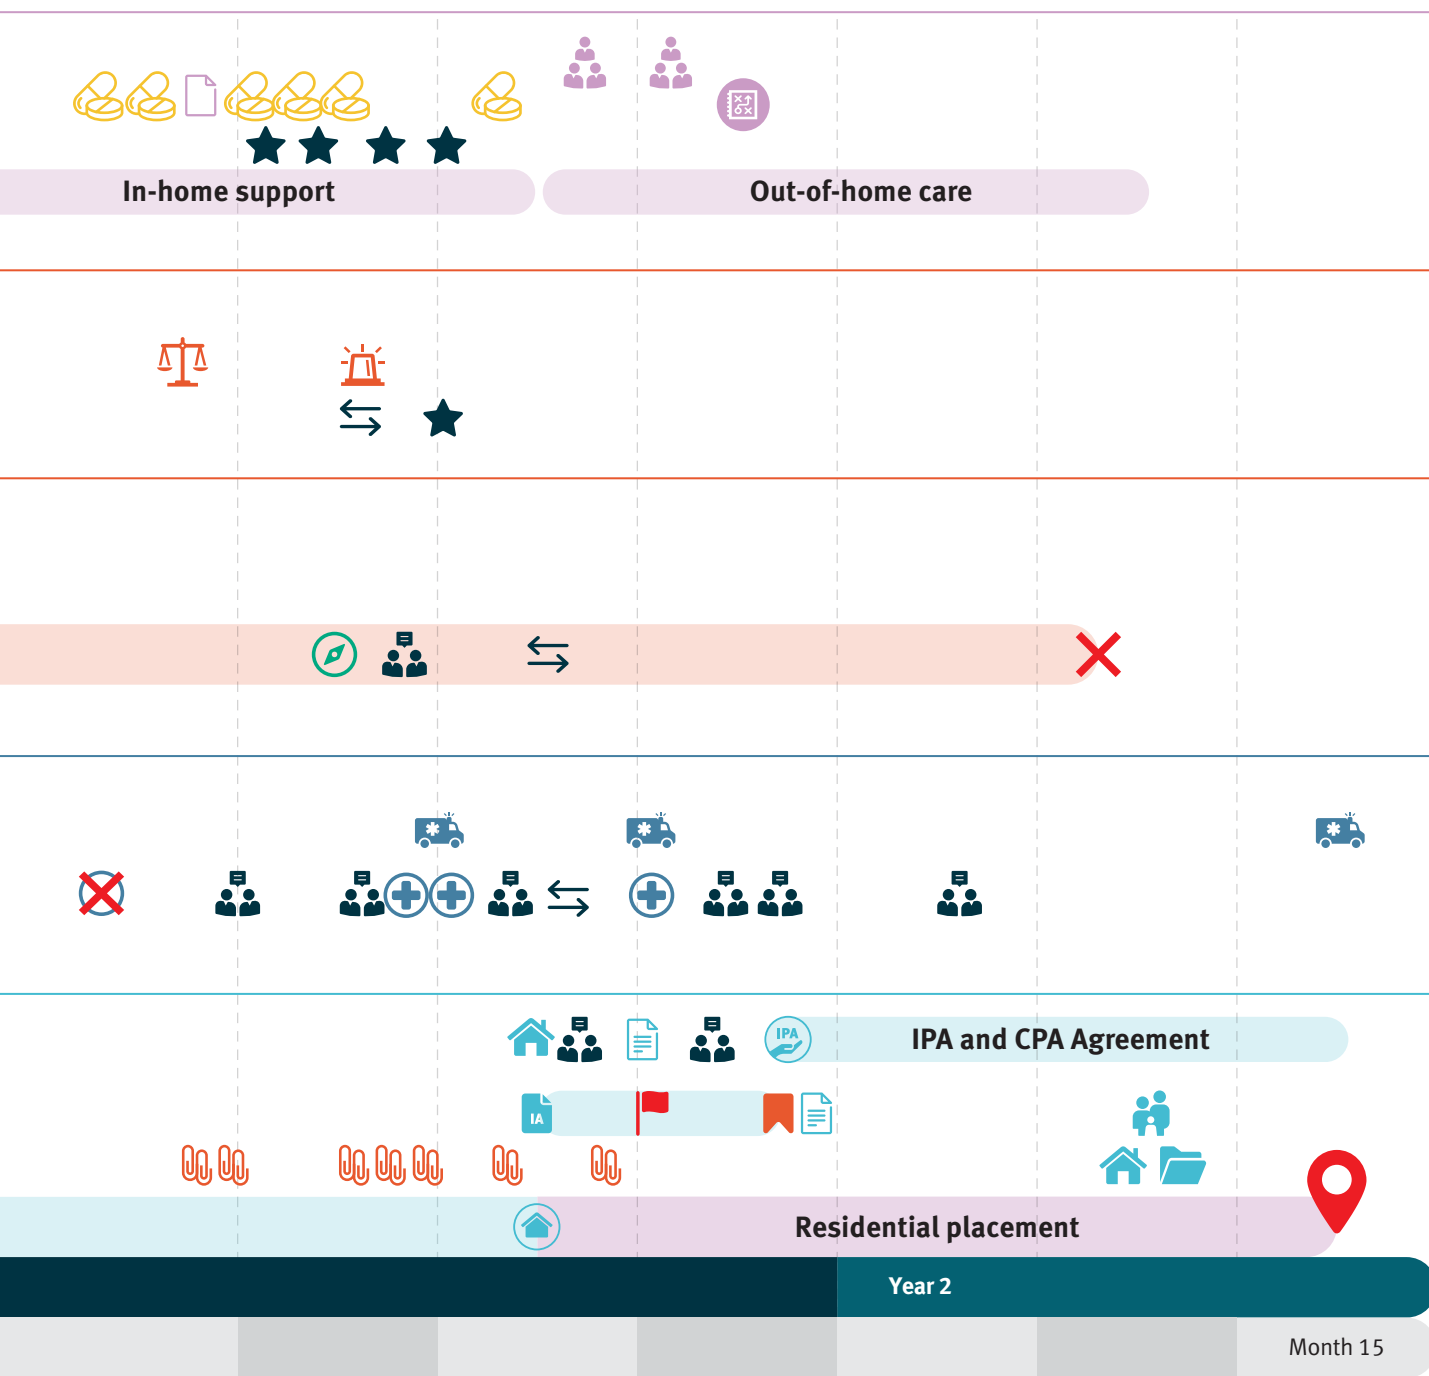 In-home support
Out-of-home care
IPA
IPA and CPA Agreement
IA
Residential placement
Year 2
Month 15